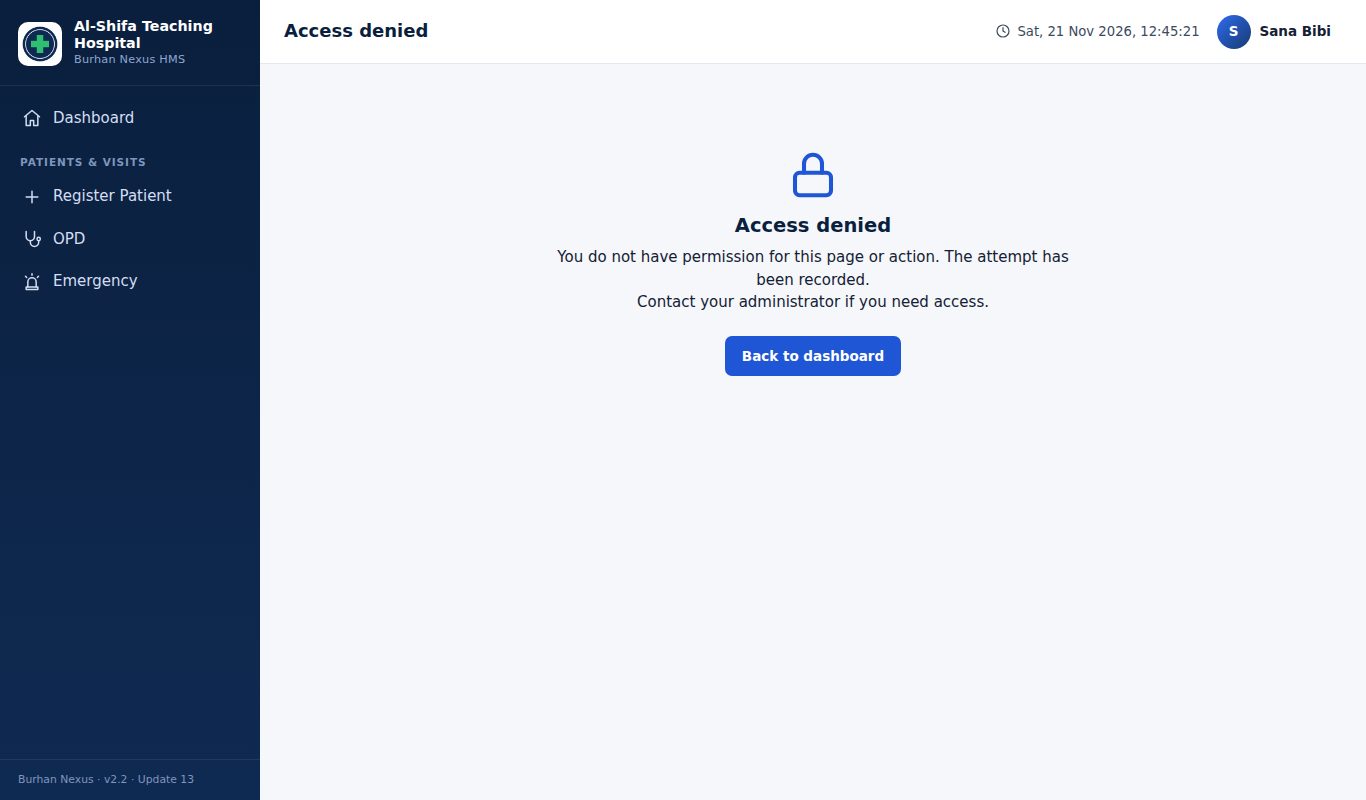 Al-Shifa Teaching
Hospital
Burhan Nexus HMS
Dashboard
PATIENTS & VISITS
Register Patient
OPD
Emergency
Burhan Nexus · v2.2 · Update 13
Access denied
Sat, 21 Nov 2026, 12:45:21
S
Sana Bibi
Access denied
You do not have permission for this page or action. The attempt has
been recorded.
Contact your administrator if you need access.
Back to dashboard